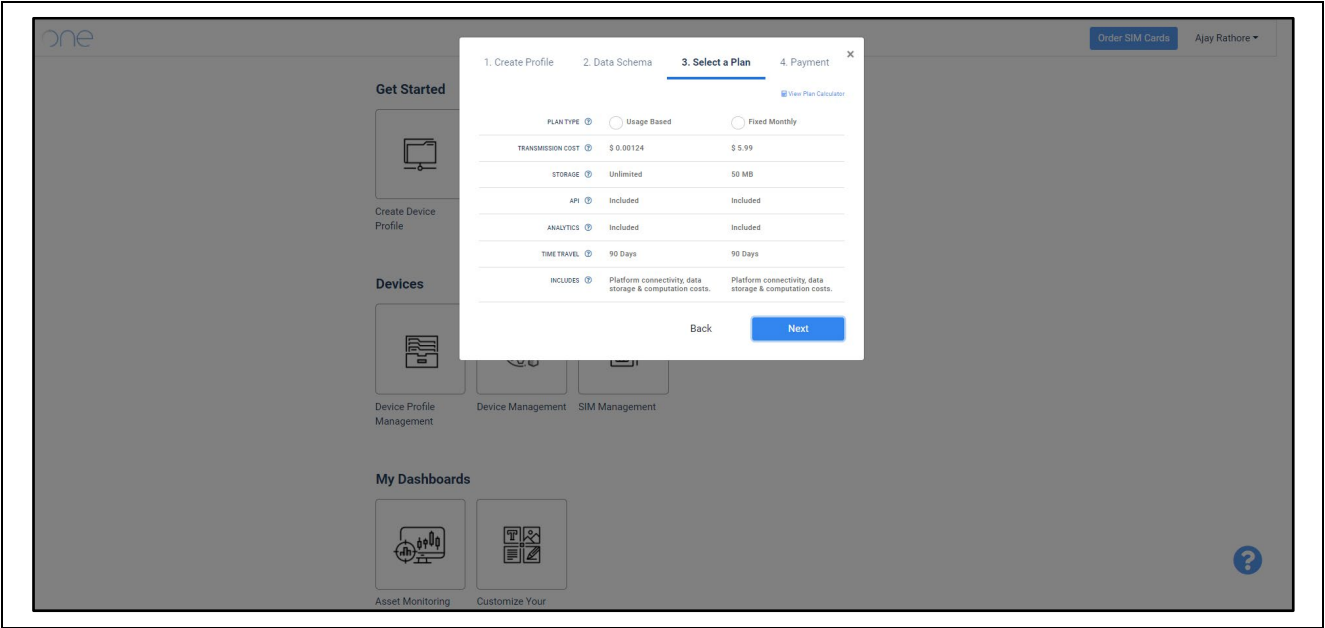 one
Order SIM Cards
Ajay Rathore
×
1. Create Profile 2. Data Schema 3. Select a Plan 4. Payment
View Plan Calculator
PLAN TYPE ? Usage Based Fixed Monthly
TRANSMISSION COST ? $ 0.00124 $ 5.99
STORAGE ? Unlimited 50 MB
API ? Included Included
ANALYTICS ? Included Included
TIME TRAVEL ? 90 Days 90 Days
INCLUDES ? Platform connectivity, data Platform connectivity, data
storage & computation costs. storage & computation costs.
Back Next
Get Started
Create Device
Profile
Devices
Device Profile Device Management SIM Management
Management
My Dashboards
T
?
Asset Monitoring Customize Your